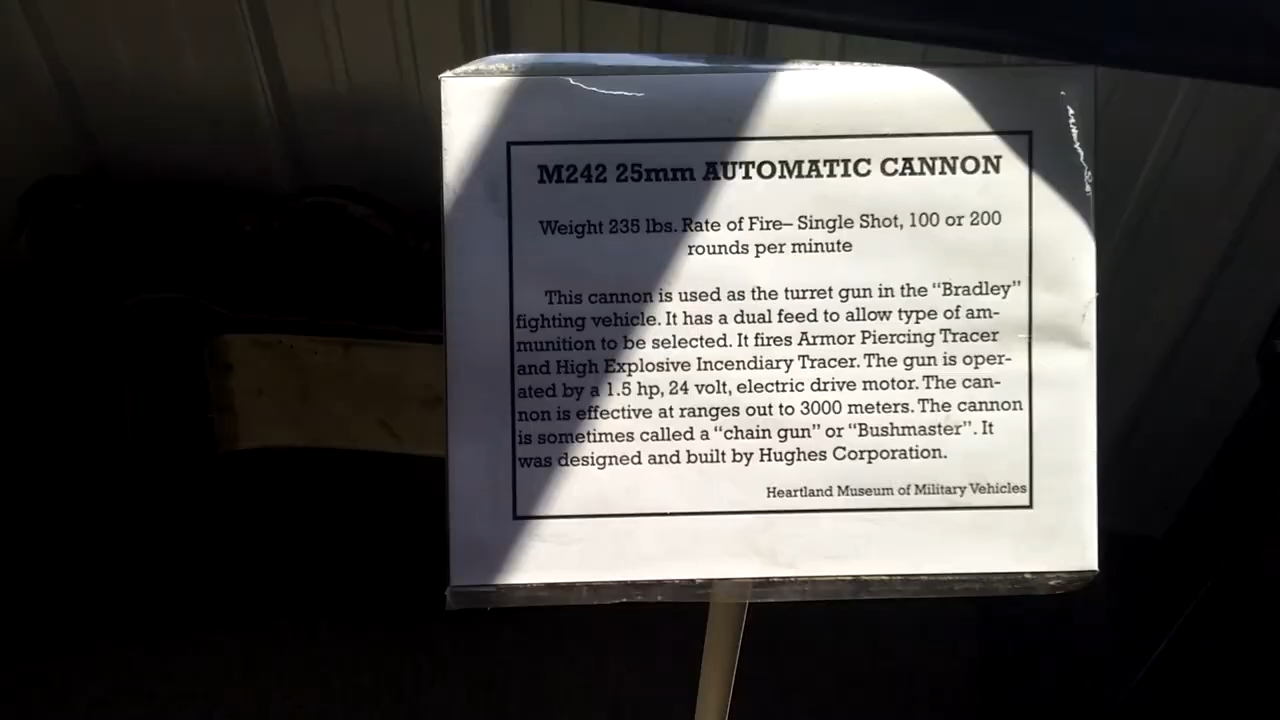 M242 25mm AUTOMATIC CANNON
Weight 235 lbs. Rate of Fire– Single Shot, 100 or 200
rounds per minute
This cannon is used as the turret gun in the “Bradley”
fighting vehicle. It has a dual feed to allow type of am-
munition to be selected. It fires Armor Piercing Tracer
and High Explosive Incendiary Tracer. The gun is oper-
ated by a 1.5 hp, 24 volt, electric drive motor. The can-
non is effective at ranges out to 3000 meters. The cannon
is sometimes called a “chain gun” or “Bushmaster”. It
was designed and built by Hughes Corporation.
Heartland Museum of Military Vehicles